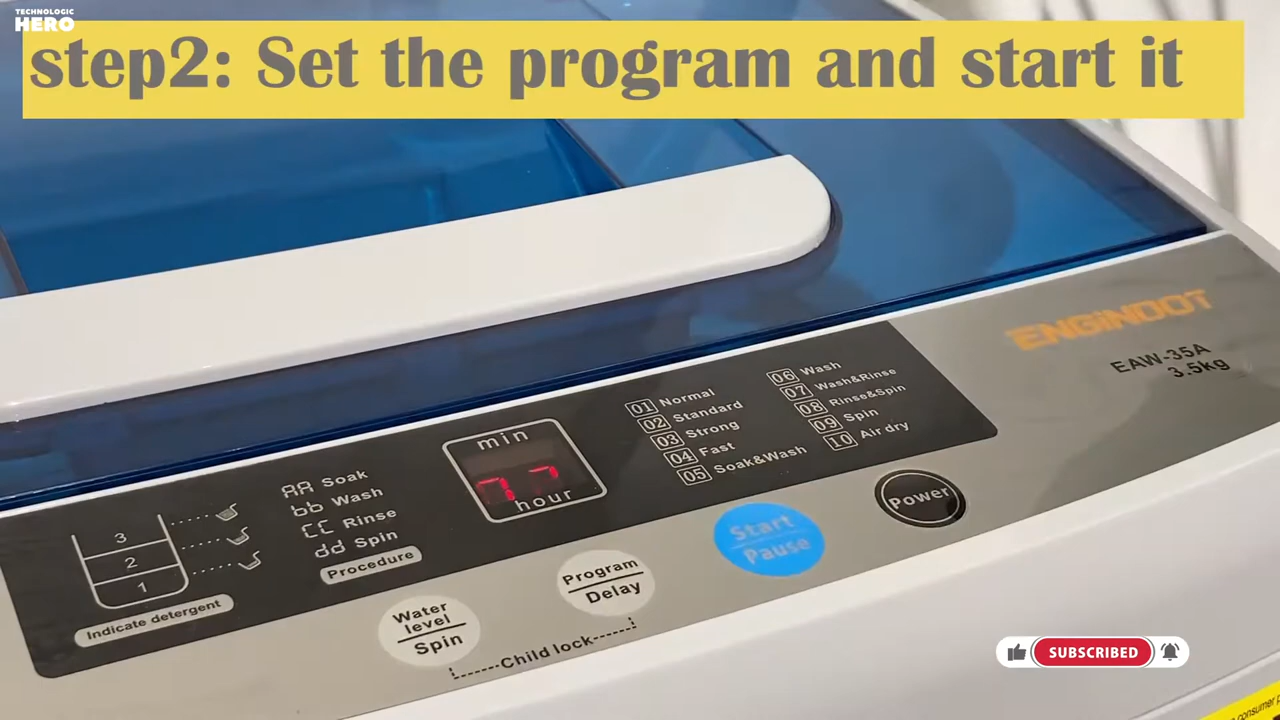 TECHNOLOGIC
HERO
step2: Set the program and start it
ENGiNDOT
EAW-35A
3.5kg
min
hour
01 Normal
02 Standard
03 Strong
04 Fast
05 Soak&Wash
06 Wash
07 Wash&Rinse
08 Rinse&Spin
09 Spin
10 Air dry
AA Soak
bb Wash
CC Rinse
dd Spin
Procedure
3
2
1
Indicate detergent
Water
level
Spin
Program
Delay
Start
Pause
Power
Child lock
SUBSCRIBED
consumer